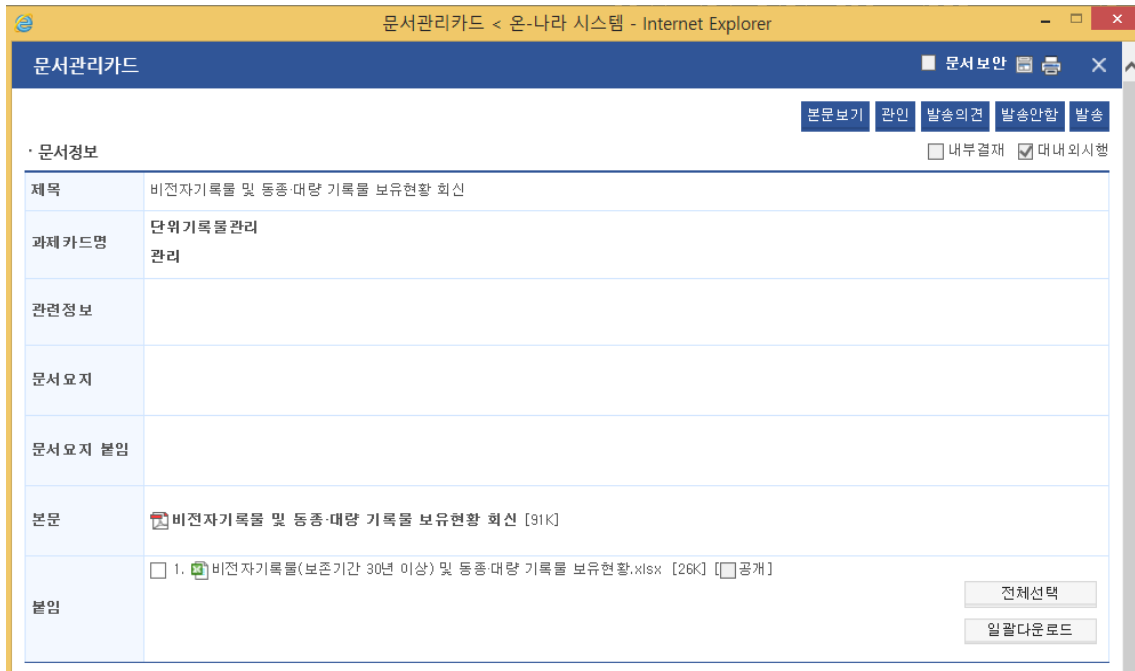 문서관리카드 < 온-나라 시스템 - Internet Explorer
문서관리카드
문서보안
본문보기 관인 발송의견 발송안함 발송
· 문서정보
내부결재 대내외시행
제목 비전자기록물 및 동종·대량 기록물 보유현황 회신
과제카드명 단위기록물관리
관리
관련정보
문서요지
문서요지 붙임
본문 비전자기록물 및 동종·대량 기록물 보유현황 회신 [91K]
붙임 1. 비전자기록물(보존기간 30년 이상) 및 동종·대량 기록물 보유현황.xlsx [26K] [공개]
전체선택
일괄다운로드